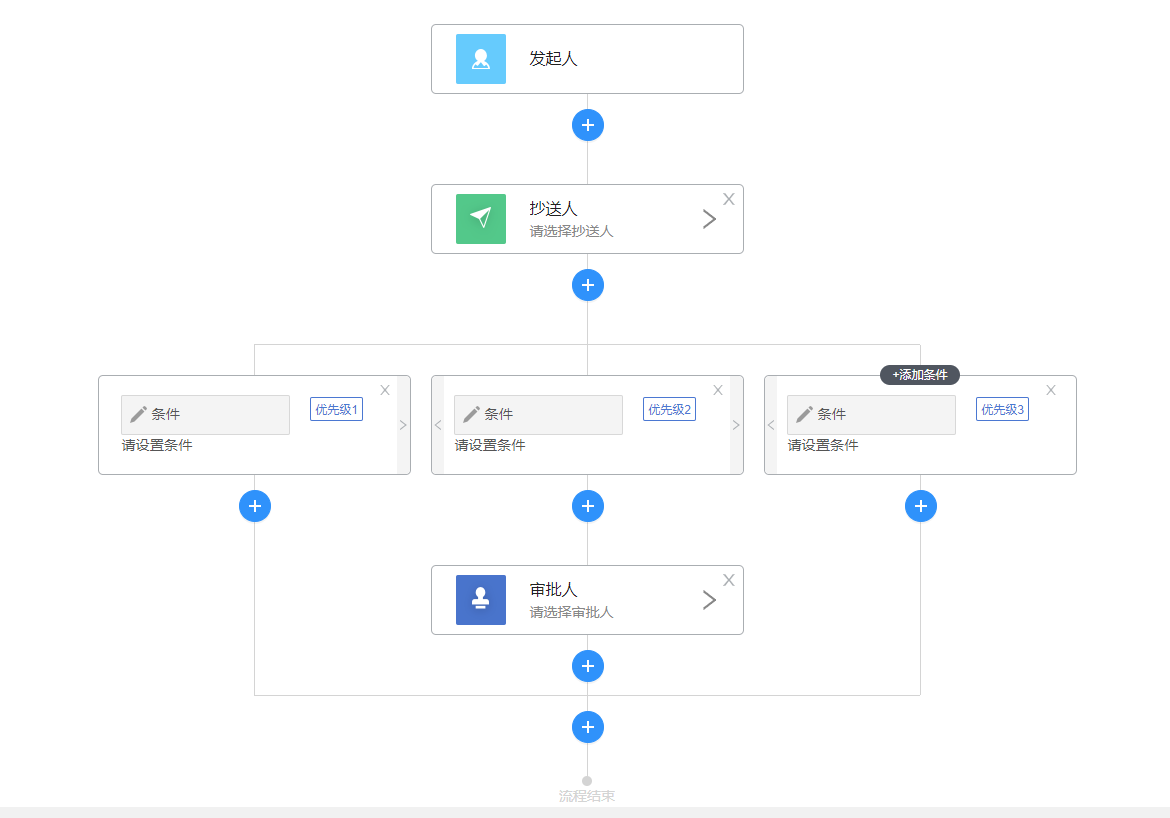 发起人
抄送人
请选择抄送人
+添加条件
条件
优先级1
请设置条件
条件
优先级2
请设置条件
条件
优先级3
请设置条件
审批人
请选择审批人
流程结束